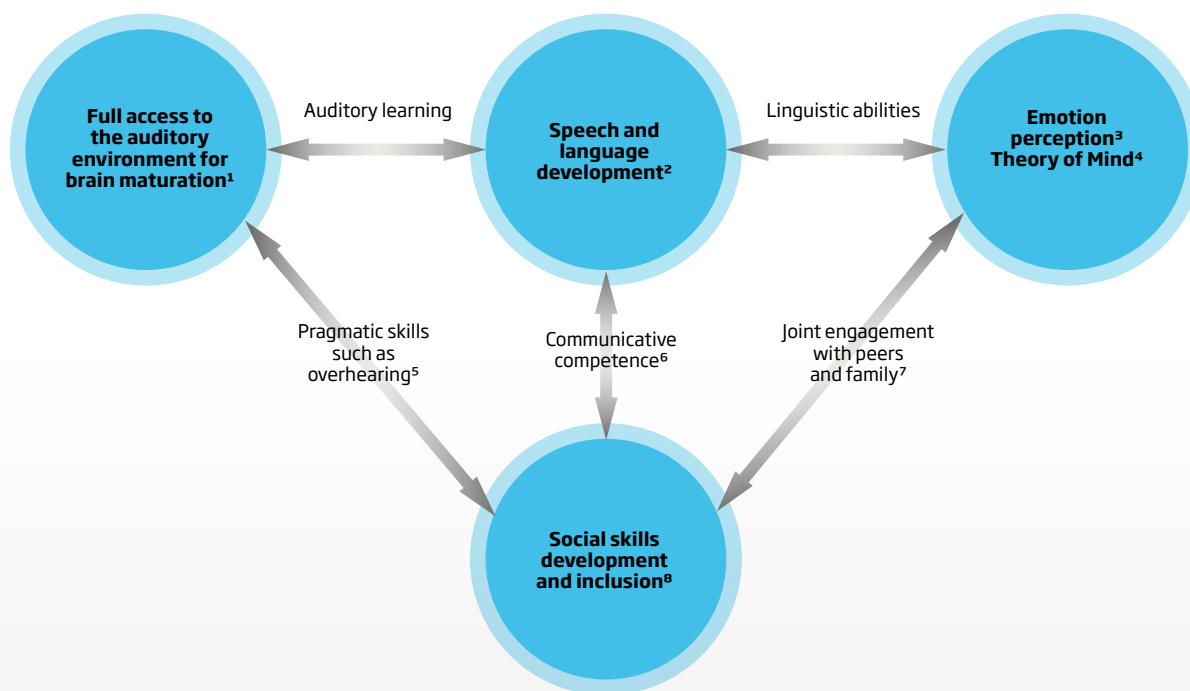 Full access to
the auditory
environment for
brain maturation¹
Auditory learning
Speech and
language
development²
Linguistic abilities
Emotion
perception³
Theory of Mind⁴
Pragmatic skills
such as
overhearing⁵
Communicative
competence⁶
Joint engagement
with peers
and family⁷
Social skills
development
and inclusion⁸